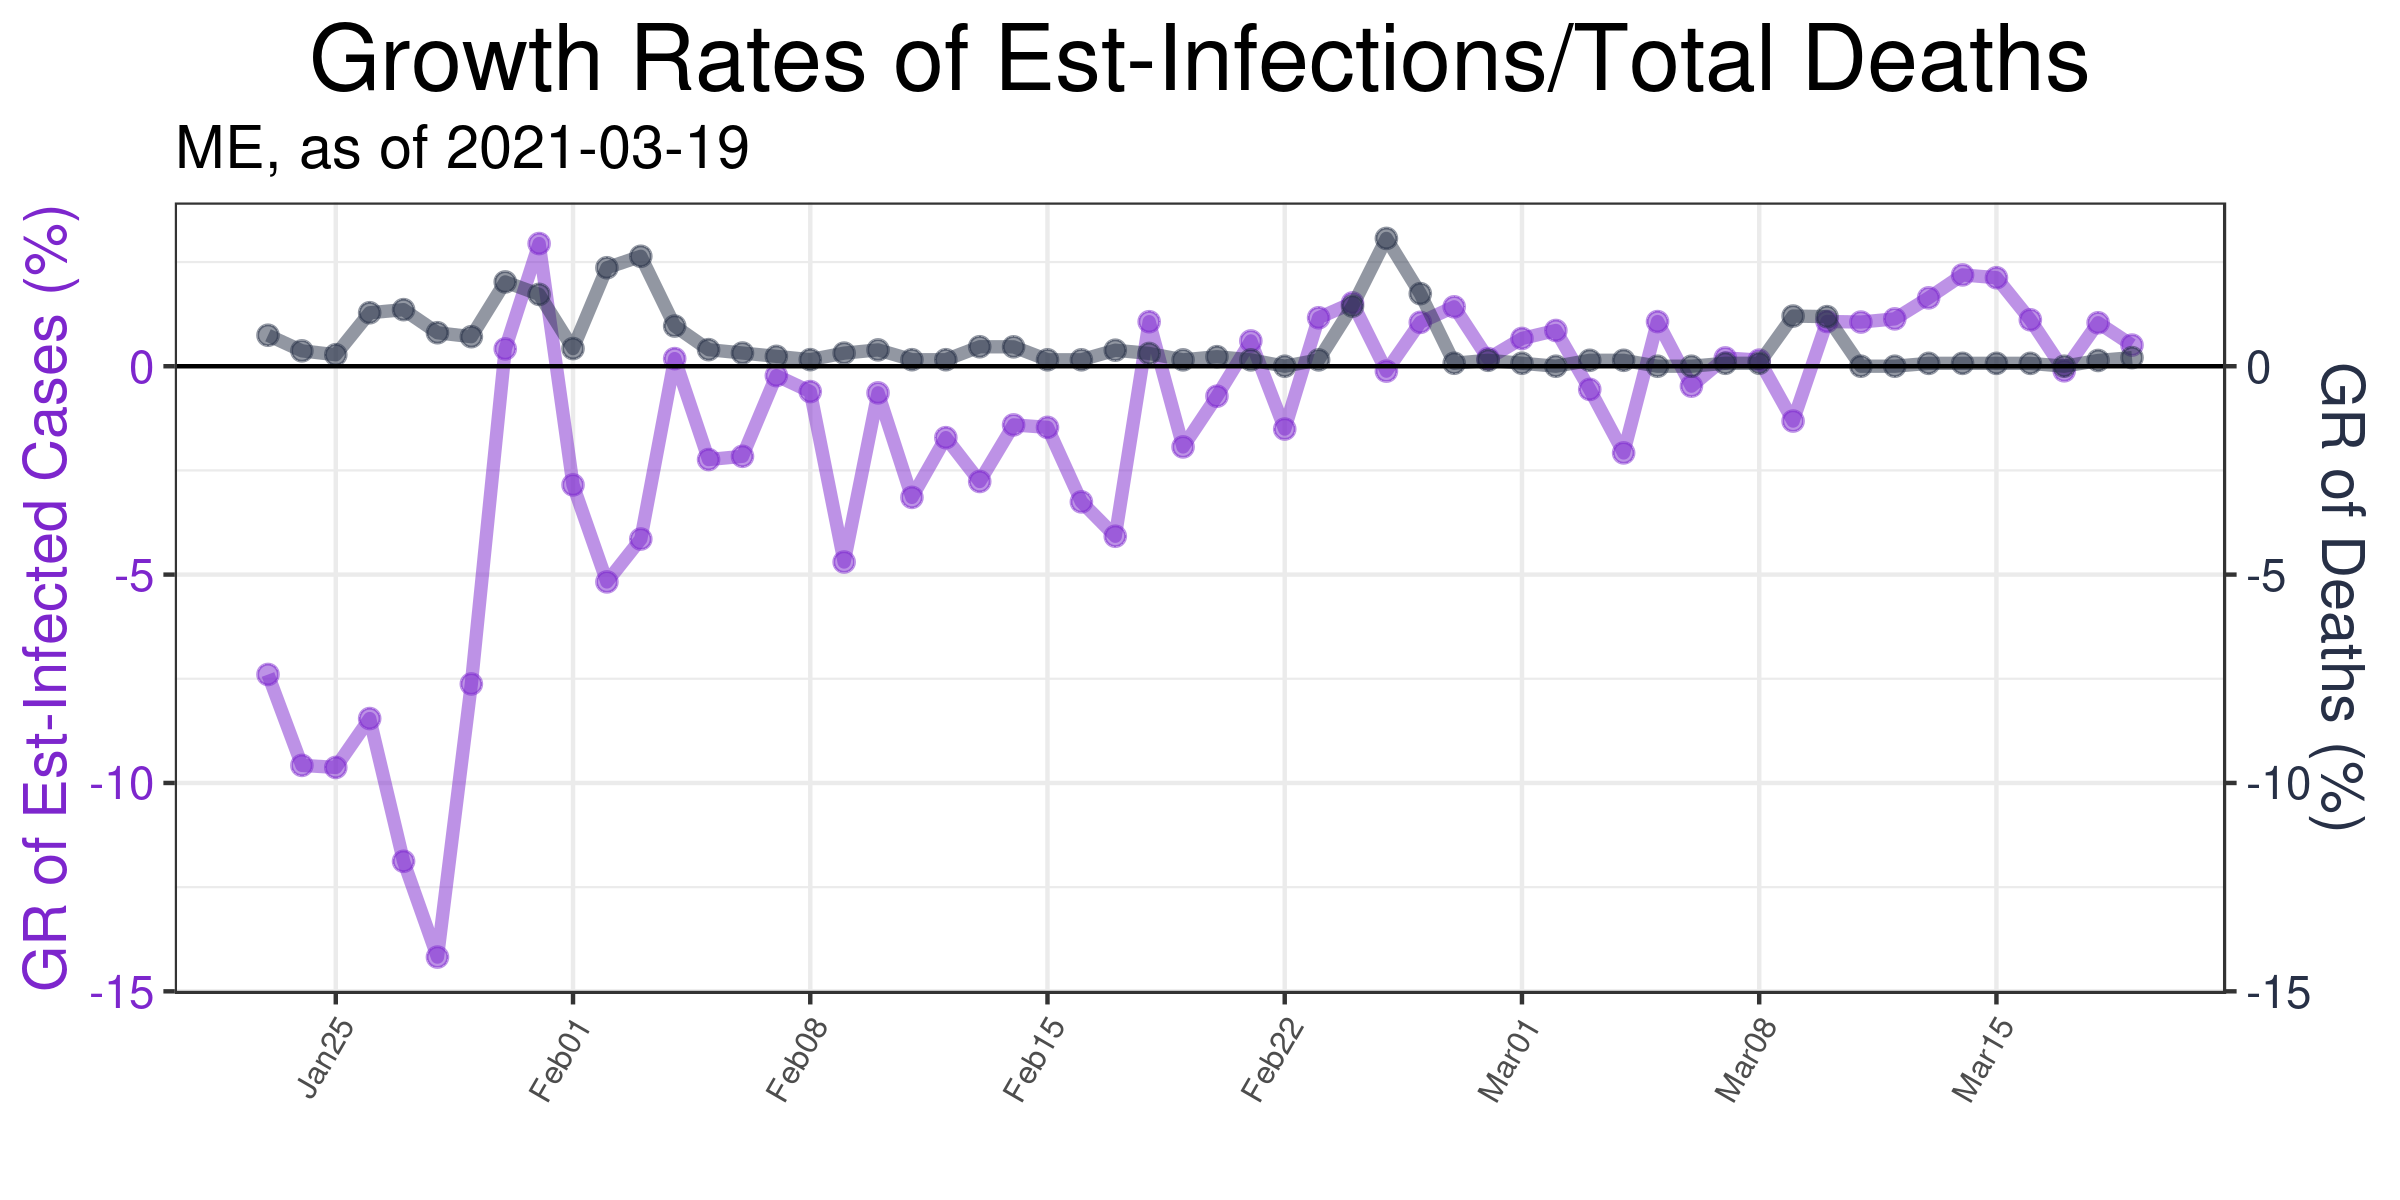 Growth Rates of Est-Infections/Total Deaths
ME, as of 2021-03-19
GR of Est-Infected Cases (%)
0
-5
-10
-15
0
-5
-10
-15
GR of Deaths (%)
Jan25
Feb01
Feb08
Feb15
Feb22
Mar01
Mar08
Mar15